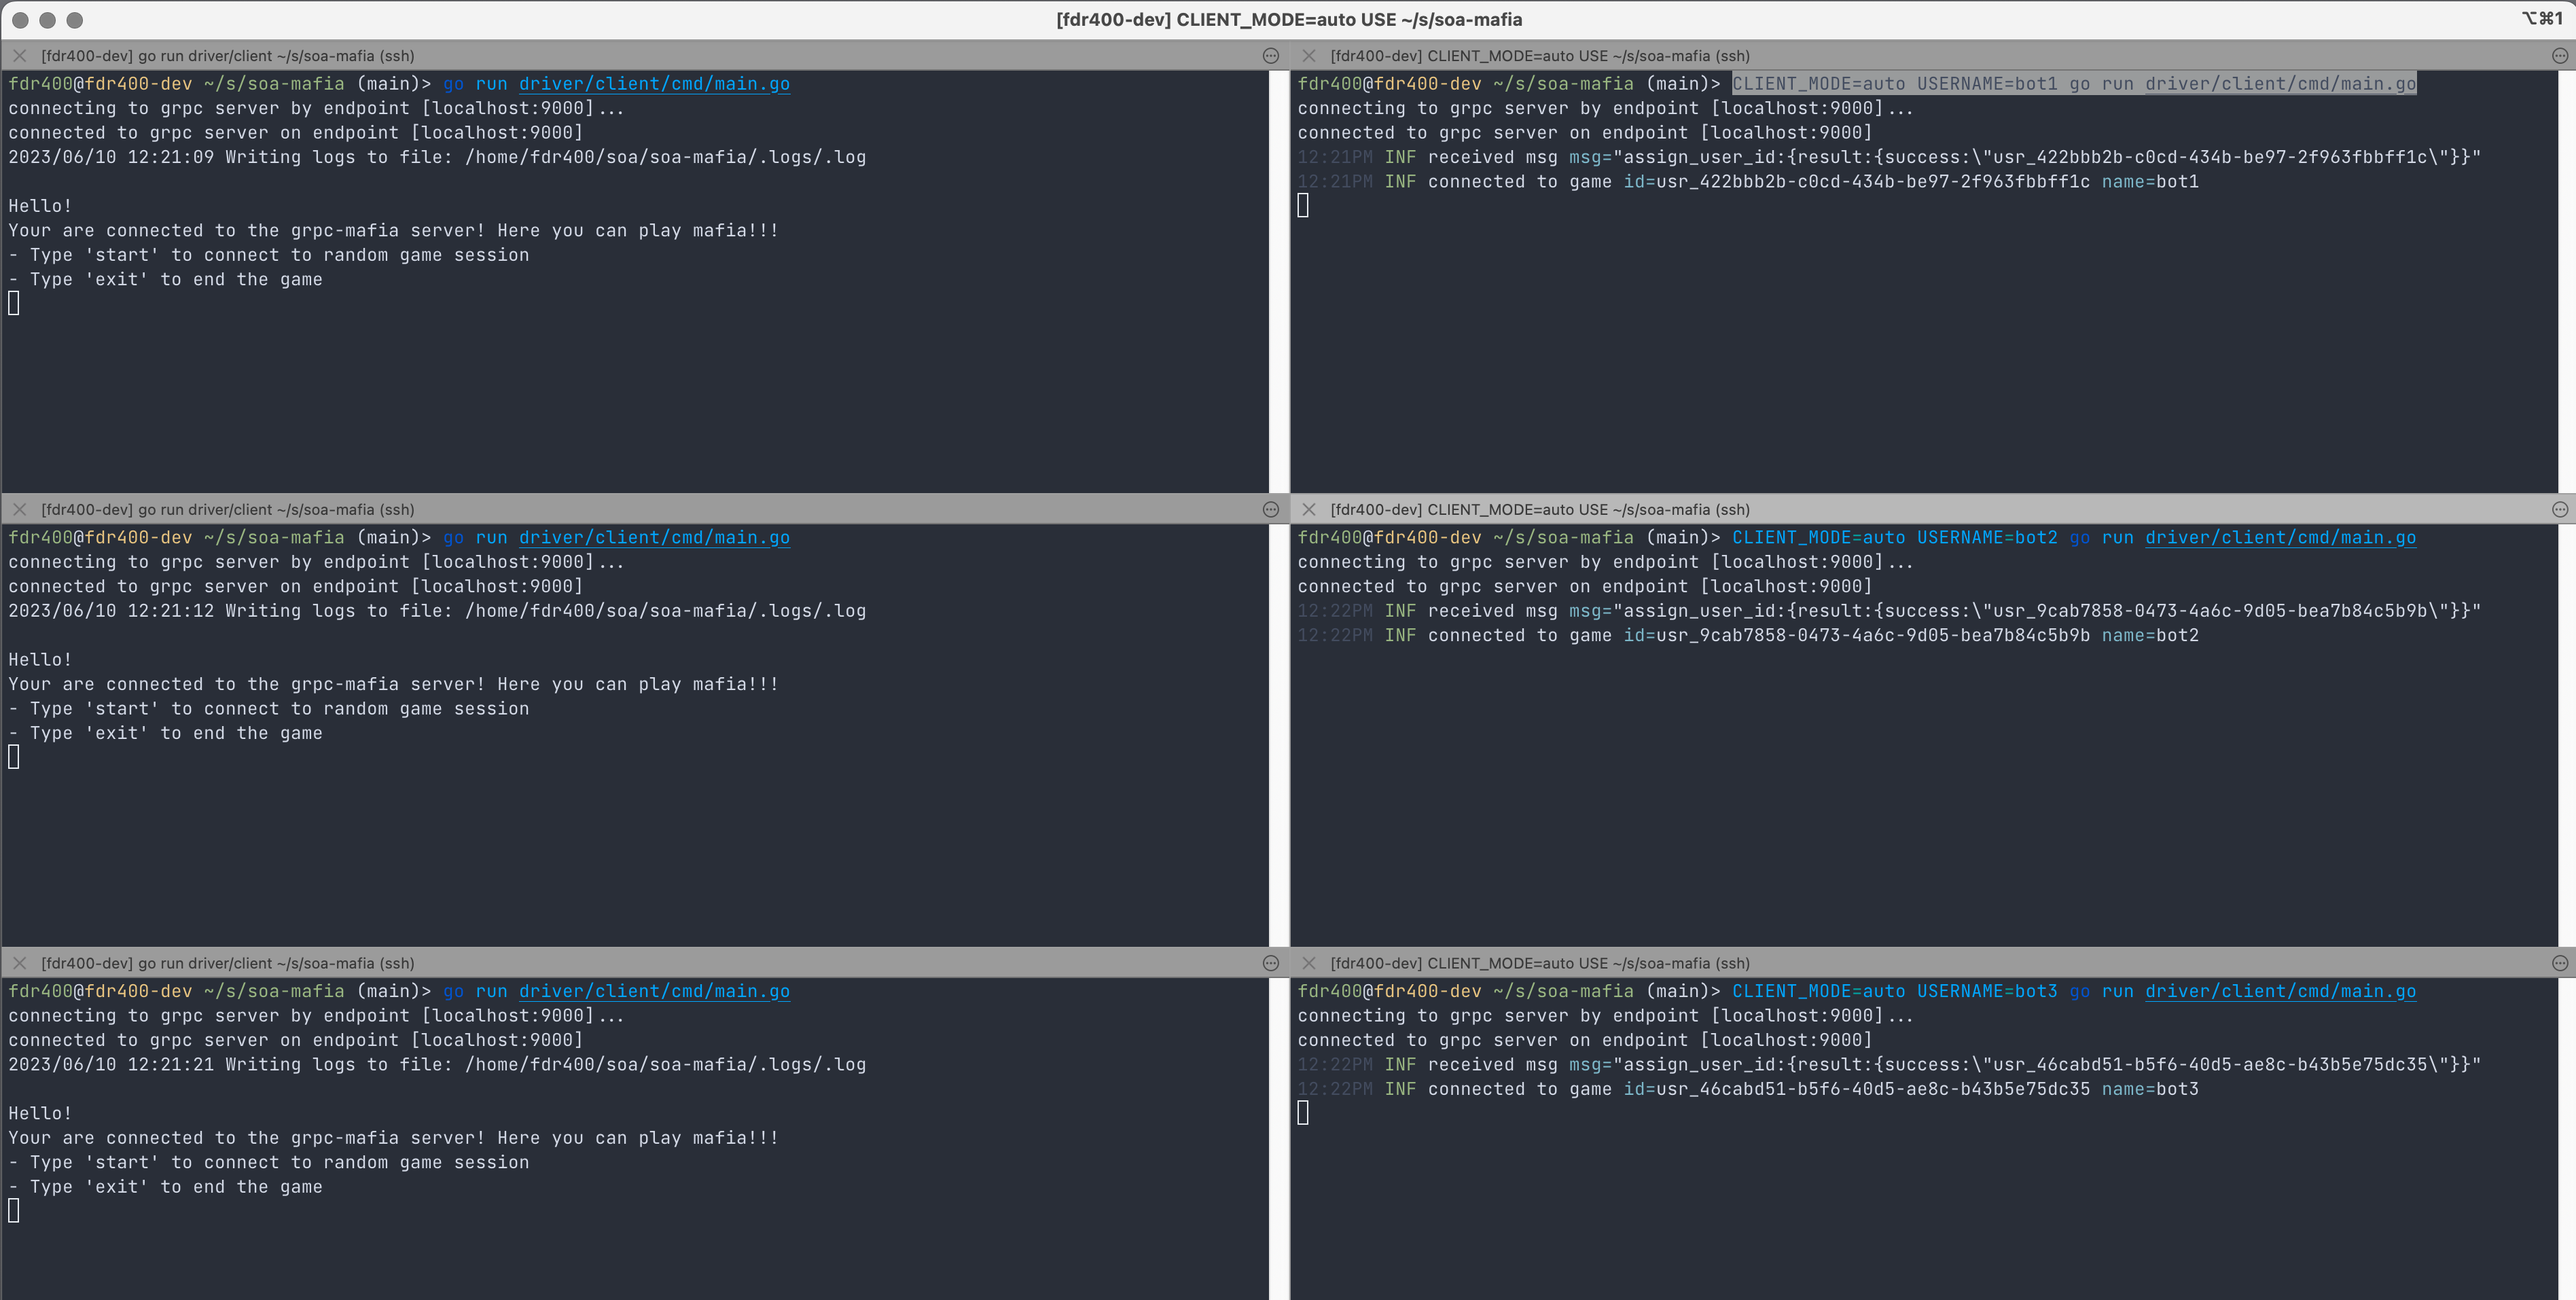 [fdr400-dev] CLIENT_MODE=auto USE ~/s/soa-mafia
⌥⌘1
[fdr400-dev] go run driver/client ~/s/soa-mafia (ssh)
fdr400@fdr400-dev ~/s/soa-mafia (main)> go run driver/client/cmd/main.go
connecting to grpc server by endpoint [localhost:9000]...
connected to grpc server on endpoint [localhost:9000]
2023/06/10 12:21:09 Writing logs to file: /home/fdr400/soa/soa-mafia/.logs/.log
Hello!
Your are connected to the grpc-mafia server! Here you can play mafia!!!
- Type 'start' to connect to random game session
- Type 'exit' to end the game
[fdr400-dev] CLIENT_MODE=auto USE ~/s/soa-mafia (ssh)
fdr400@fdr400-dev ~/s/soa-mafia (main)> CLIENT_MODE=auto USERNAME=bot1 go run driver/client/cmd/main.go
connecting to grpc server by endpoint [localhost:9000]...
connected to grpc server on endpoint [localhost:9000]
12:21PM INF received msg msg="assign_user_id:{result:{success:\"usr_422bbb2b-c0cd-434b-be97-2f963fbbff1c\"}}"
12:21PM INF connected to game id=usr_422bbb2b-c0cd-434b-be97-2f963fbbff1c name=bot1
[fdr400-dev] go run driver/client ~/s/soa-mafia (ssh)
fdr400@fdr400-dev ~/s/soa-mafia (main)> go run driver/client/cmd/main.go
connecting to grpc server by endpoint [localhost:9000]...
connected to grpc server on endpoint [localhost:9000]
2023/06/10 12:21:12 Writing logs to file: /home/fdr400/soa/soa-mafia/.logs/.log
Hello!
Your are connected to the grpc-mafia server! Here you can play mafia!!!
- Type 'start' to connect to random game session
- Type 'exit' to end the game
[fdr400-dev] CLIENT_MODE=auto USE ~/s/soa-mafia (ssh)
fdr400@fdr400-dev ~/s/soa-mafia (main)> CLIENT_MODE=auto USERNAME=bot2 go run driver/client/cmd/main.go
connecting to grpc server by endpoint [localhost:9000]...
connected to grpc server on endpoint [localhost:9000]
12:22PM INF received msg msg="assign_user_id:{result:{success:\"usr_9cab7858-0473-4a6c-9d05-bea7b84c5b9b\"}}"
12:22PM INF connected to game id=usr_9cab7858-0473-4a6c-9d05-bea7b84c5b9b name=bot2
[fdr400-dev] go run driver/client ~/s/soa-mafia (ssh)
fdr400@fdr400-dev ~/s/soa-mafia (main)> go run driver/client/cmd/main.go
connecting to grpc server by endpoint [localhost:9000]...
connected to grpc server on endpoint [localhost:9000]
2023/06/10 12:21:21 Writing logs to file: /home/fdr400/soa/soa-mafia/.logs/.log
Hello!
Your are connected to the grpc-mafia server! Here you can play mafia!!!
- Type 'start' to connect to random game session
- Type 'exit' to end the game
[fdr400-dev] CLIENT_MODE=auto USE ~/s/soa-mafia (ssh)
fdr400@fdr400-dev ~/s/soa-mafia (main)> CLIENT_MODE=auto USERNAME=bot3 go run driver/client/cmd/main.go
connecting to grpc server by endpoint [localhost:9000]...
connected to grpc server on endpoint [localhost:9000]
12:22PM INF received msg msg="assign_user_id:{result:{success:\"usr_46cabd51-b5f6-40d5-ae8c-b43b5e75dc35\"}}"
12:22PM INF connected to game id=usr_46cabd51-b5f6-40d5-ae8c-b43b5e75dc35 name=bot3